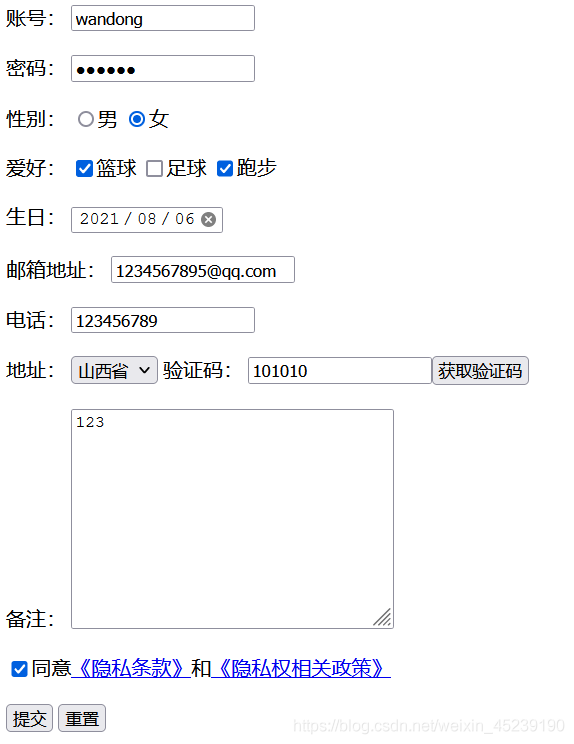 账号： wandong
密码： ●●●●●●
性别： 男 女
爱好： 篮球 足球 跑步
生日： 2021 / 08 / 06
邮箱地址： 1234567895@qq.com
电话： 123456789
地址： 山西省 验证码： 101010 获取验证码
123
备注：
同意《隐私条款》和《隐私权相关政策》
提交 重置
https://blog.csdn.net/weixin_45239190